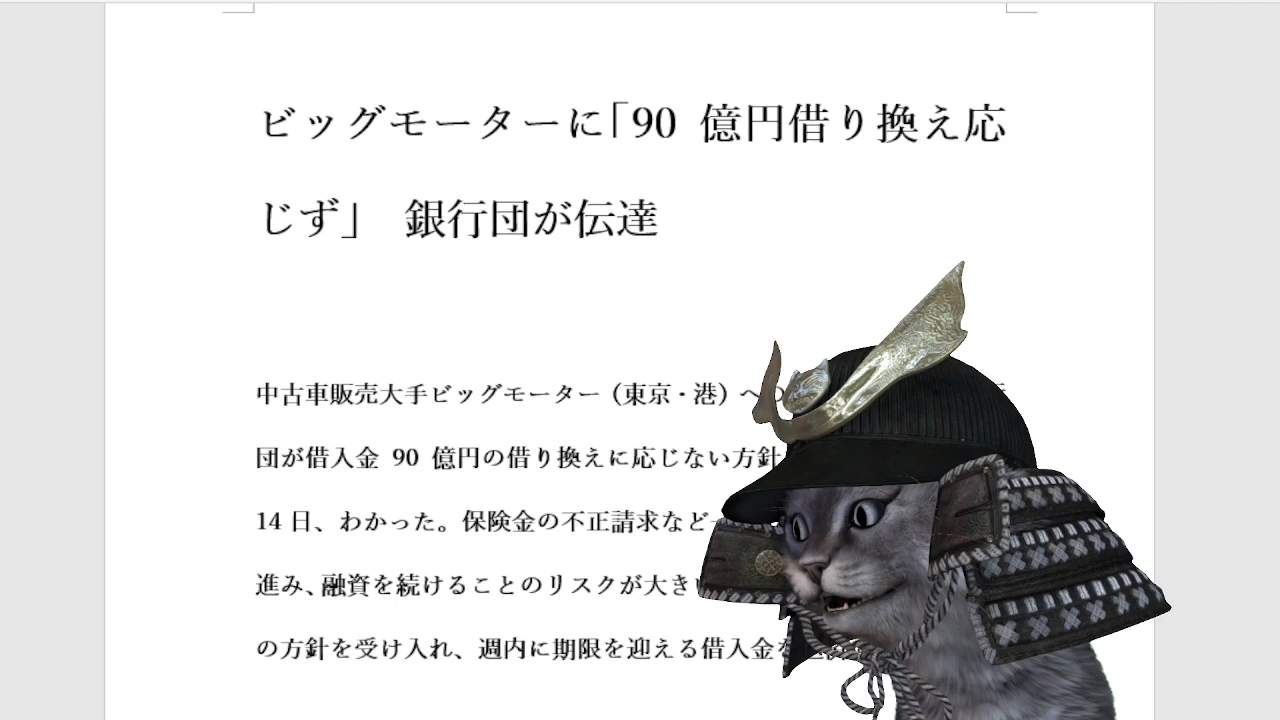 ビッグモーターに「90 億円借り換え応
じず」 銀行団が伝達
中古車販売大手ビッグモーター（東京・港）への
団が借入金 90 億円の借り換えに応じない方針
14 日、わかった。保険金の不正請求など
進み、融資を続けることのリスクが大き
の方針を受け入れ、週内に期限を迎える借入金を